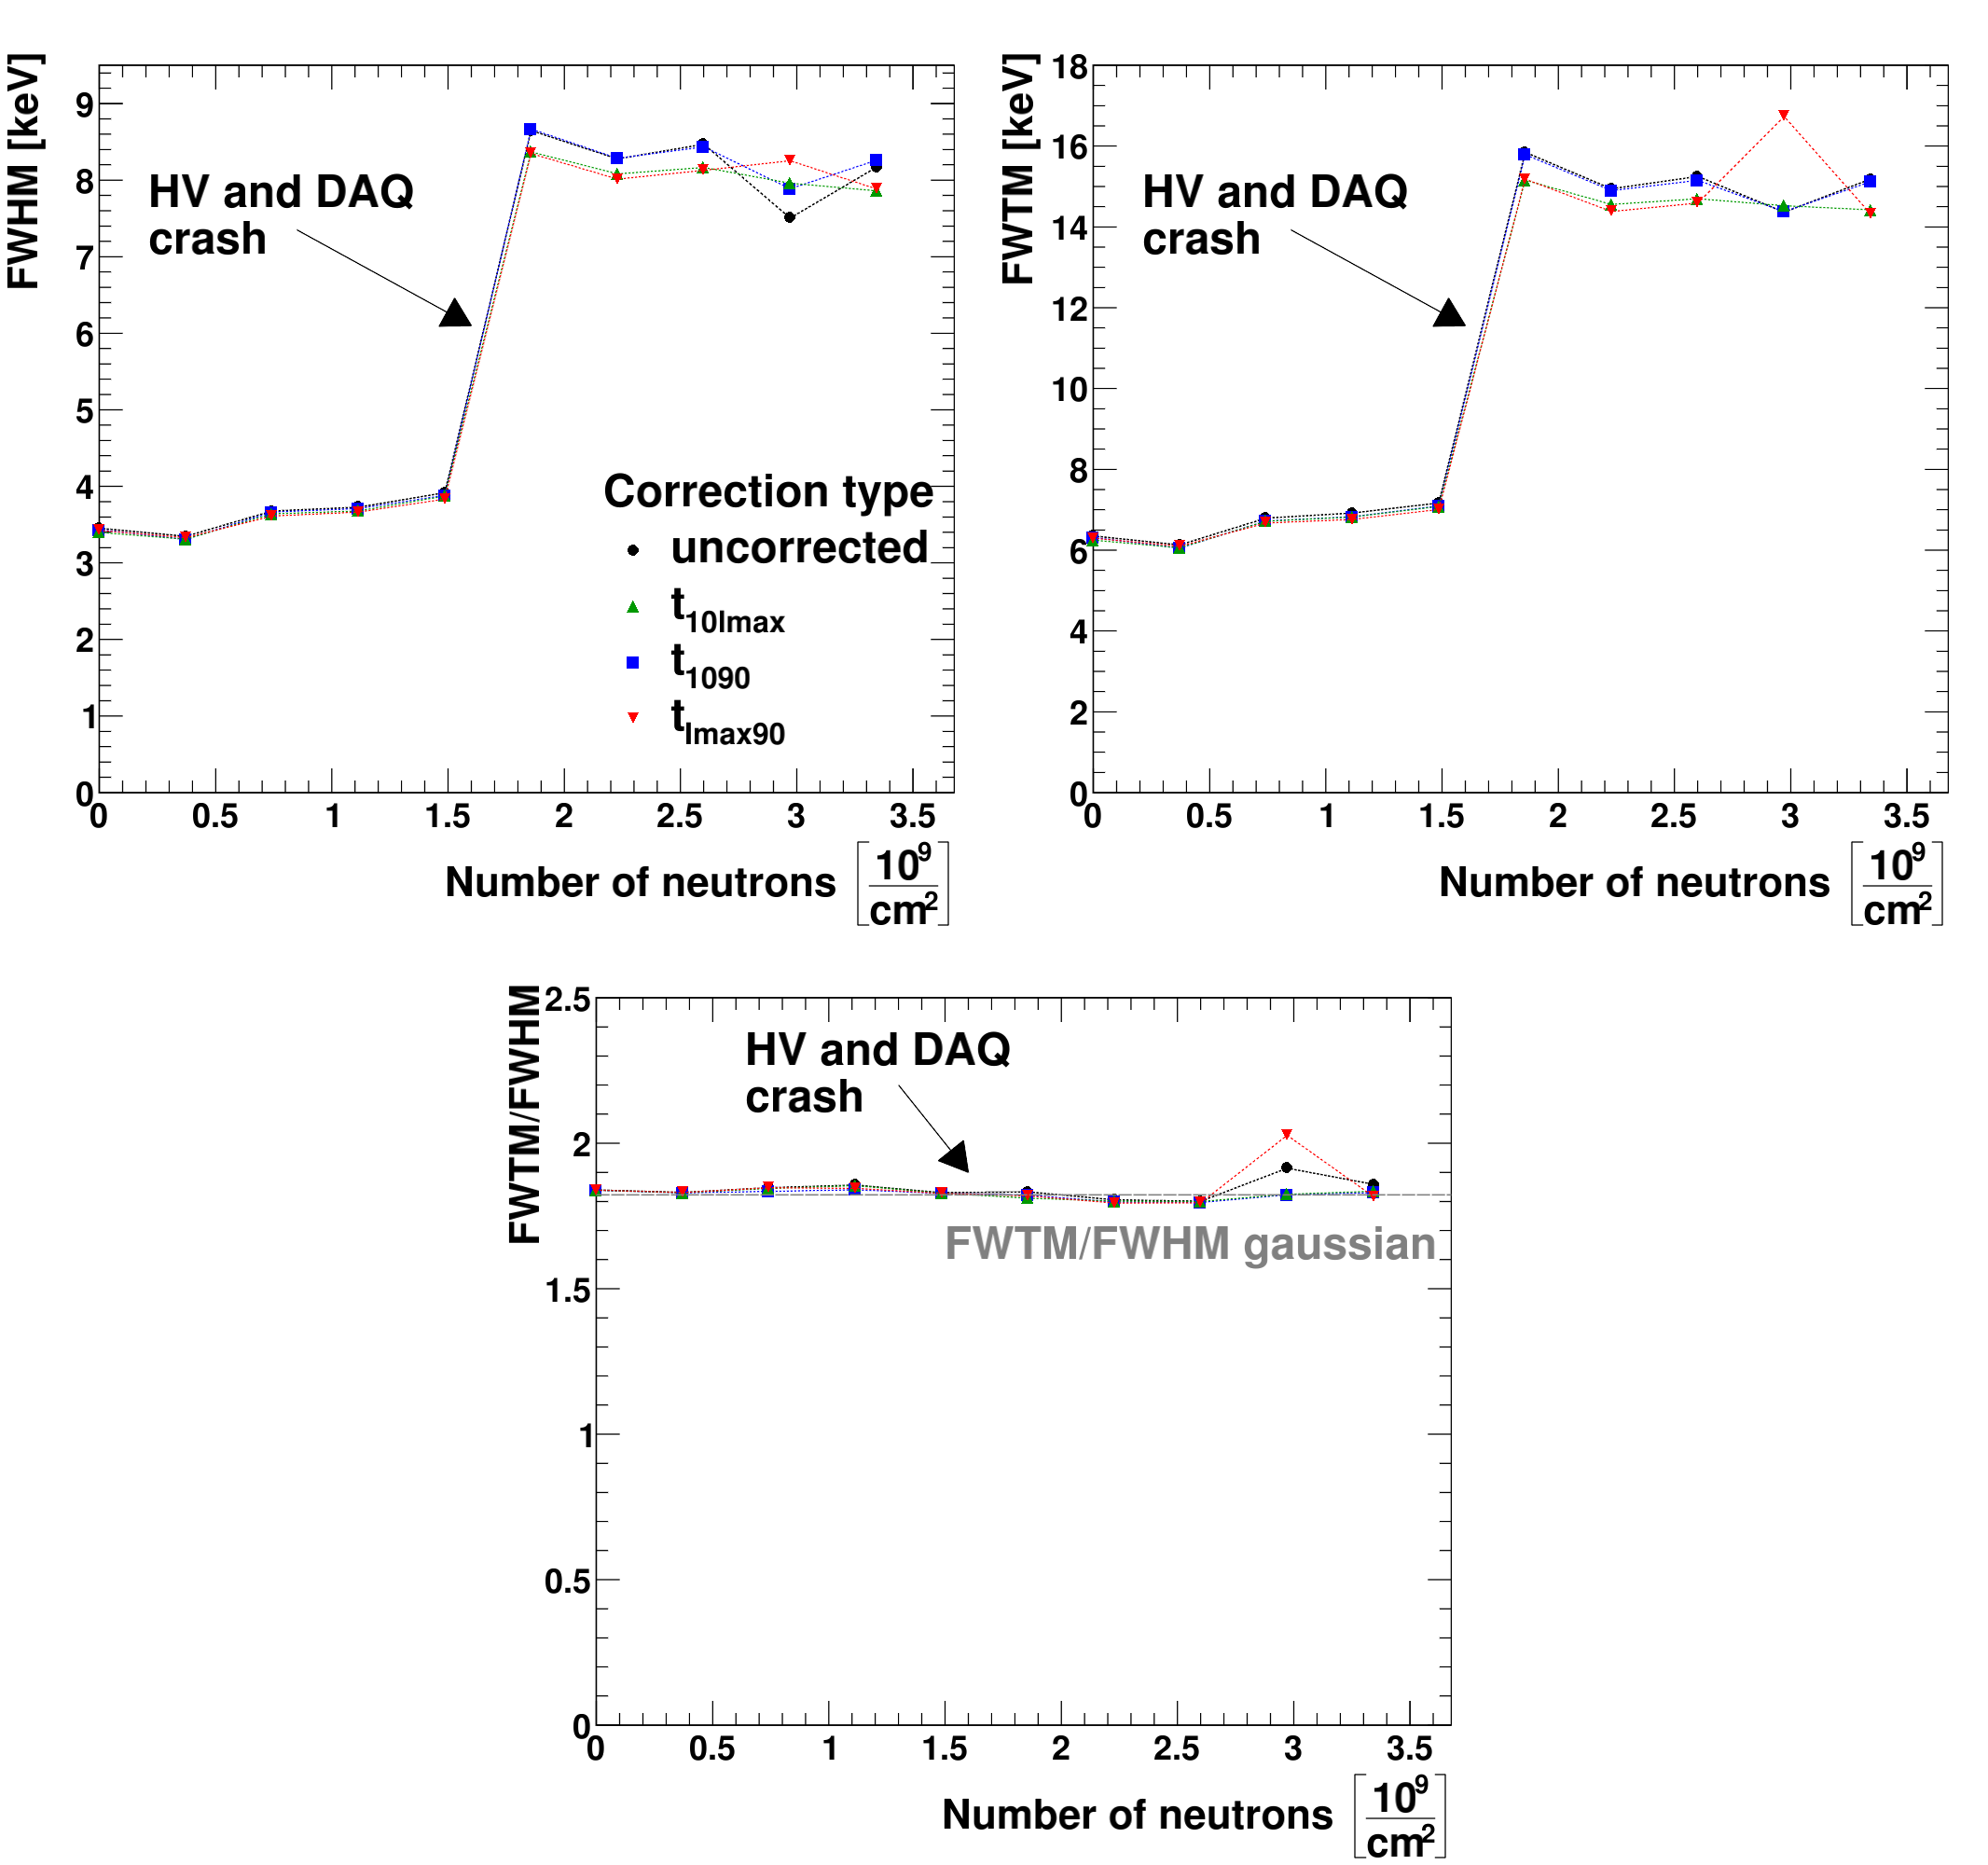 FWHM [keV]
9
8
7
6
5
4
3
2
1
0
HV and DAQ
crash
Correction type
uncorrected
t10Imax
t1090
tImax90
0 0.5 1 1.5 2 2.5 3 3.5
Number of neutrons [10^9/cm^2]
FWTM [keV]
18
16
14
12
10
8
6
4
2
0
HV and DAQ
crash
0 0.5 1 1.5 2 2.5 3 3.5
Number of neutrons [10^9/cm^2]
FWTM/FWHM
2.5
2
1.5
1
0.5
0
HV and DAQ
crash
FWTM/FWHM gaussian
0 0.5 1 1.5 2 2.5 3 3.5
Number of neutrons [10^9/cm^2]